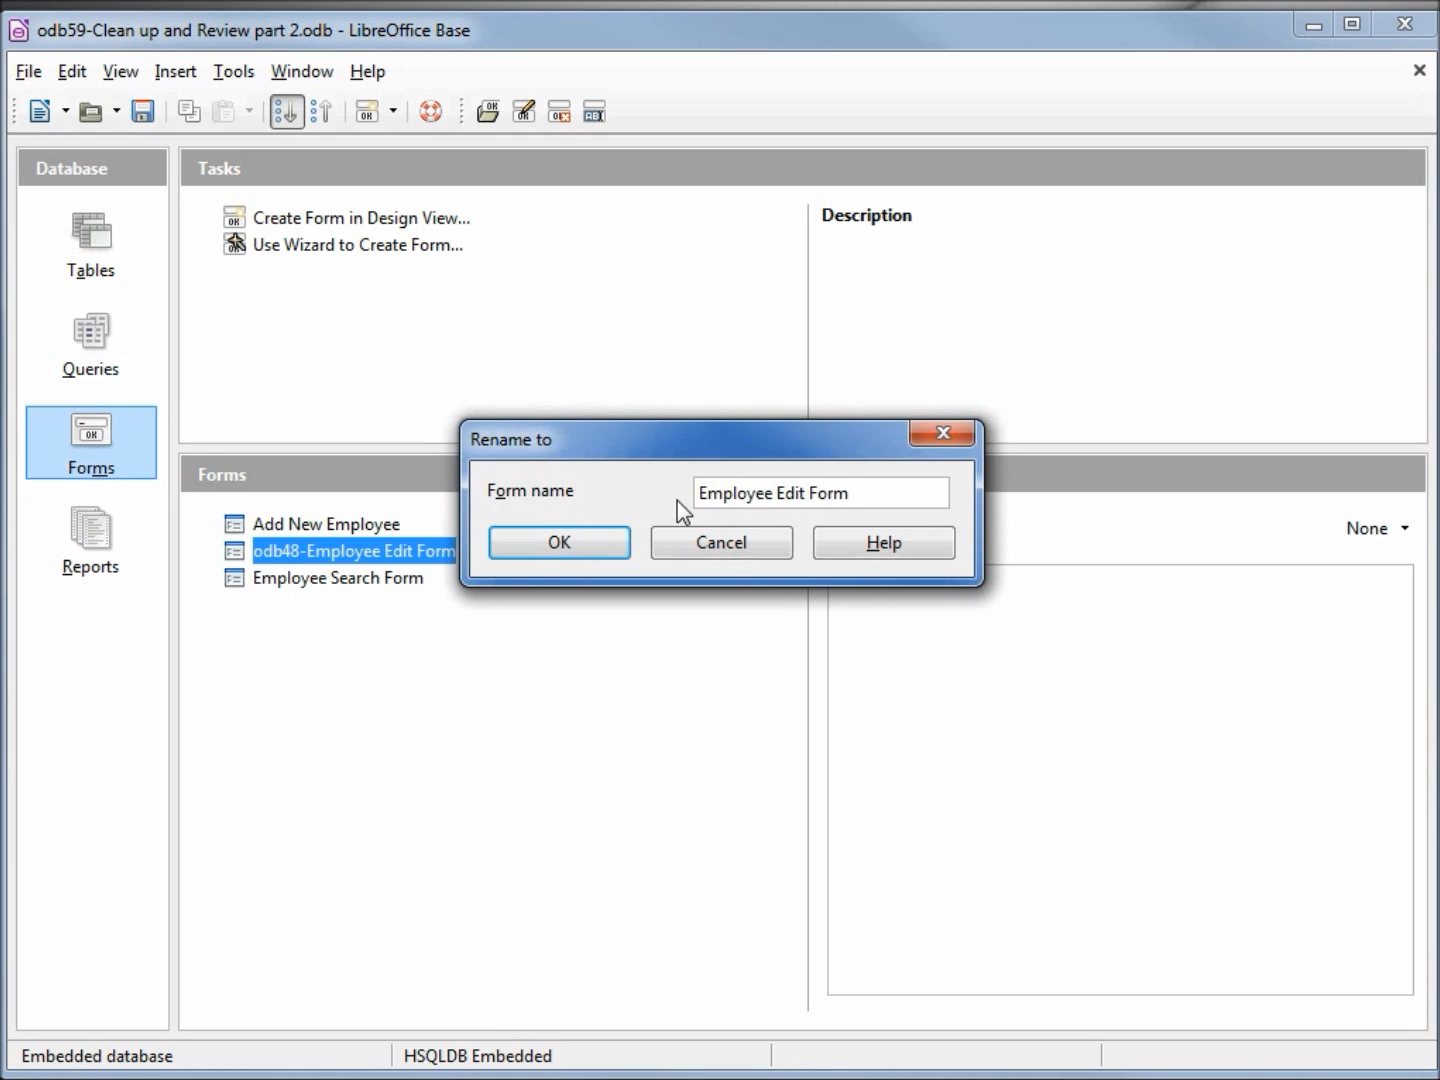 odb59-Clean up and Review part 2.odb - LibreOffice Base
File Edit View Insert Tools Window Help
Database
Tasks
Create Form in Design View...
Use Wizard to Create Form...
Description
Tables
Queries
Forms
Reports
Forms
Add New Employee
odb48-Employee Edit Form
Employee Search Form
None
Rename to
Form name
Employee Edit Form
OK
Cancel
Help
Embedded database
HSQLDB Embedded